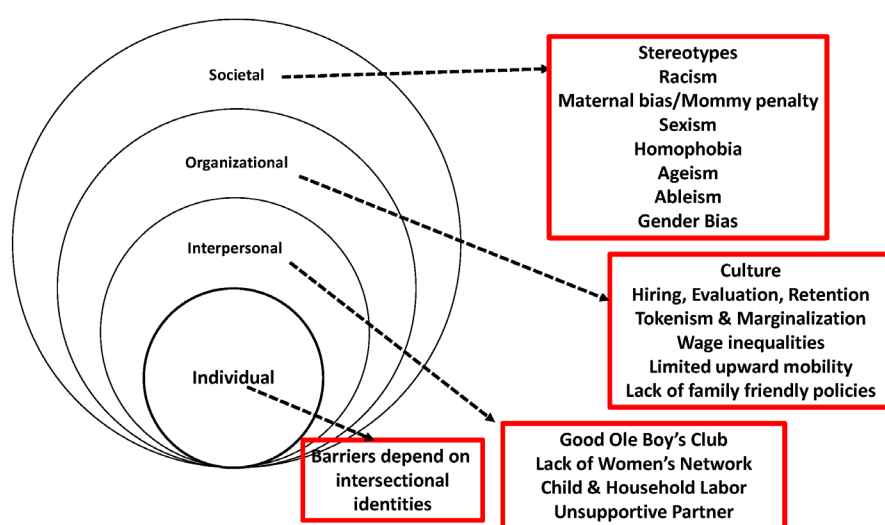 Societal
Stereotypes
Racism
Maternal bias/Mommy penalty
Sexism
Homophobia
Ageism
Ableism
Gender Bias
Organizational
Culture
Hiring, Evaluation, Retention
Tokenism & Marginalization
Wage inequalities
Limited upward mobility
Lack of family friendly policies
Interpersonal
Good Ole Boy’s Club
Lack of Women’s Network
Child & Household Labor
Unsupportive Partner
Individual
Barriers depend on
intersectional
identities